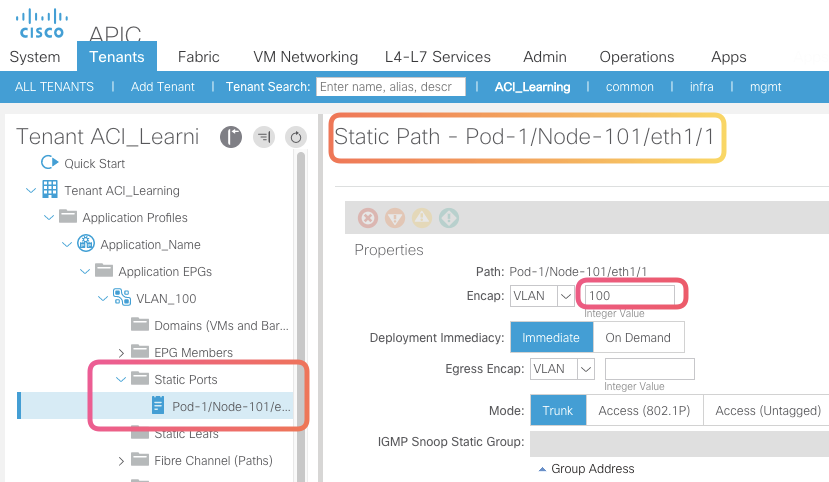 CISCO
APIC
System Tenants Fabric VM Networking L4-L7 Services Admin Operations Apps
ALL TENANTS | Add Tenant | Tenant Search: Enter name, alias, descr | ACI_Learning | common | infra | mgmt
Tenant ACI_Learni
Quick Start
Tenant ACI_Learning
Application Profiles
Application_Name
Application EPGs
VLAN_100
Domains (VMs and Bar...
EPG Members
Static Ports
Pod-1/Node-101/e...
Static Leafs
Fibre Channel (Paths)
Static Path - Pod-1/Node-101/eth1/1
Properties
Path: Pod-1/Node-101/eth1/1
Encap: VLAN 100
Integer Value
Deployment Immediacy: Immediate On Demand
Egress Encap: VLAN
Integer Value
Mode: Trunk Access (802.1P) Access (Untagged)
IGMP Snoop Static Group:
Group Address